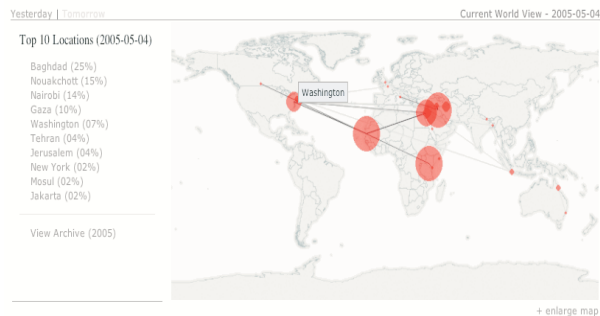 Yesterday | Tomorrow
Current World View - 2005-05-04
Top 10 Locations (2005-05-04)
Baghdad (25%)
Nouakchott (15%)
Nairobi (14%)
Gaza (10%)
Washington (07%)
Tehran (04%)
Jerusalem (04%)
New York (02%)
Mosul (02%)
Jakarta (02%)
View Archive (2005)
Washington
+ enlarge map